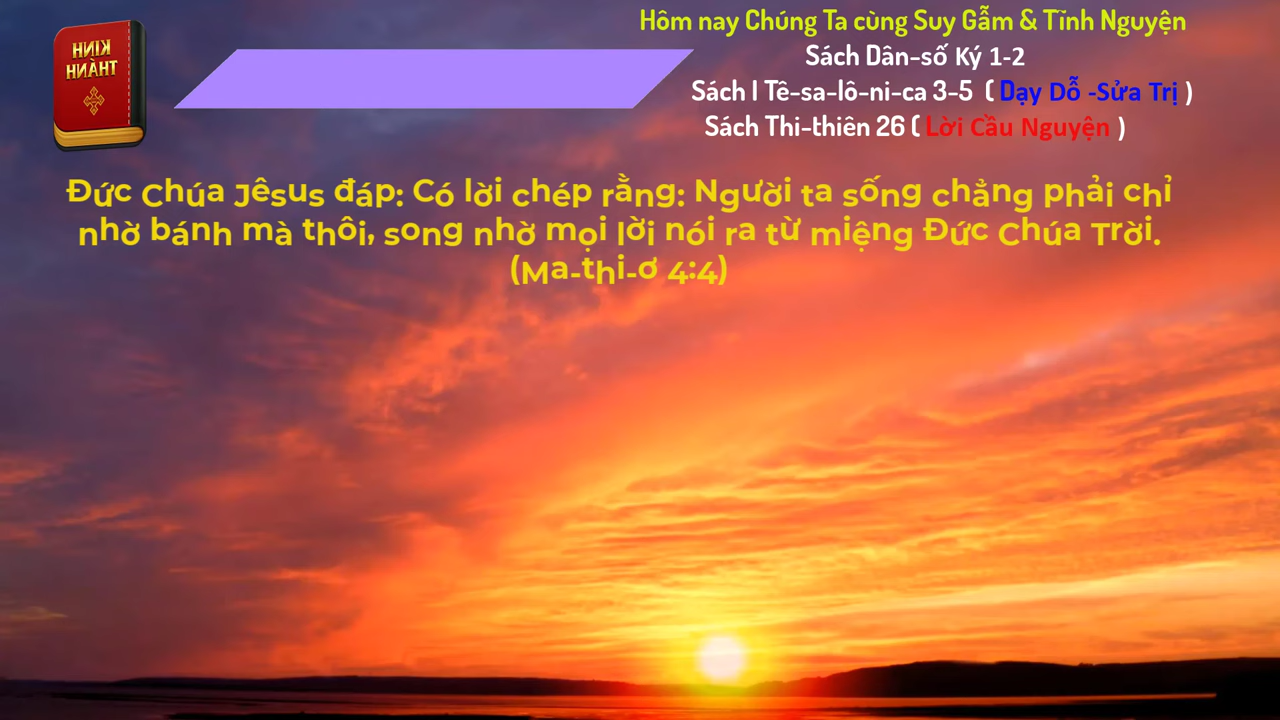 Hôm nay Chúng Ta cùng Suy Gẫm & Tĩnh Nguyện
Sách Dân-số Ký 1-2
Sách I Tê-sa-lô-ni-ca 3-5 ( Dạy Dỗ -Sửa Trị )
Sách Thi-thiên 26 ( Lời Cầu Nguyện )
KINH
THÀNH
Đức Chúa Jêsus đáp: Có lời chép rằng: Người ta sống chẳng phải chỉ
nhờ bánh mà thôi, song nhờ mọi lời nói ra từ miệng Đức Chúa Trời.
(Ma-thi-ơ 4:4)